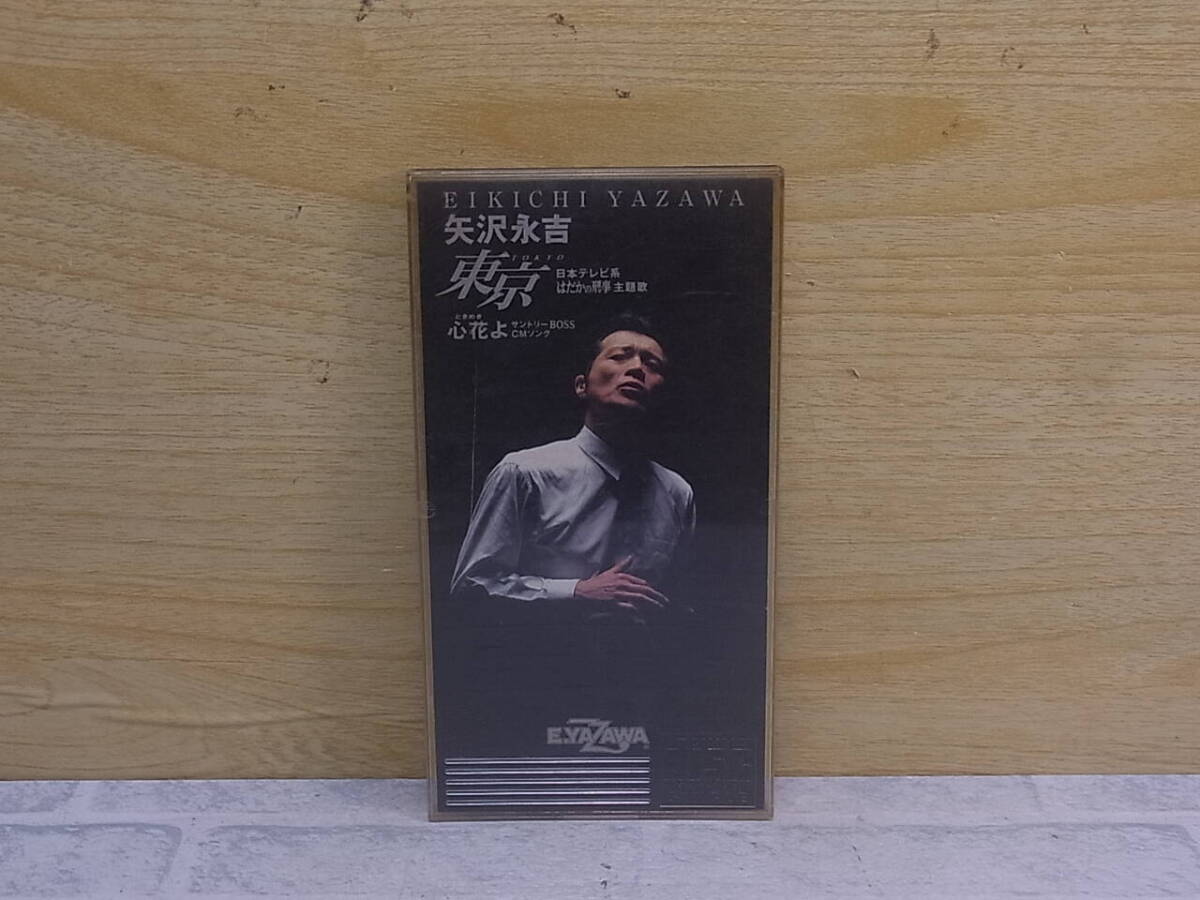 EIKICHI YAZAWA
矢沢永吉
TOKYO
東京
日本テレビ系
はだかの刑事 主題歌
ときめき
心花よ
サントリーBOSS
CMソング
E.YAZAWA